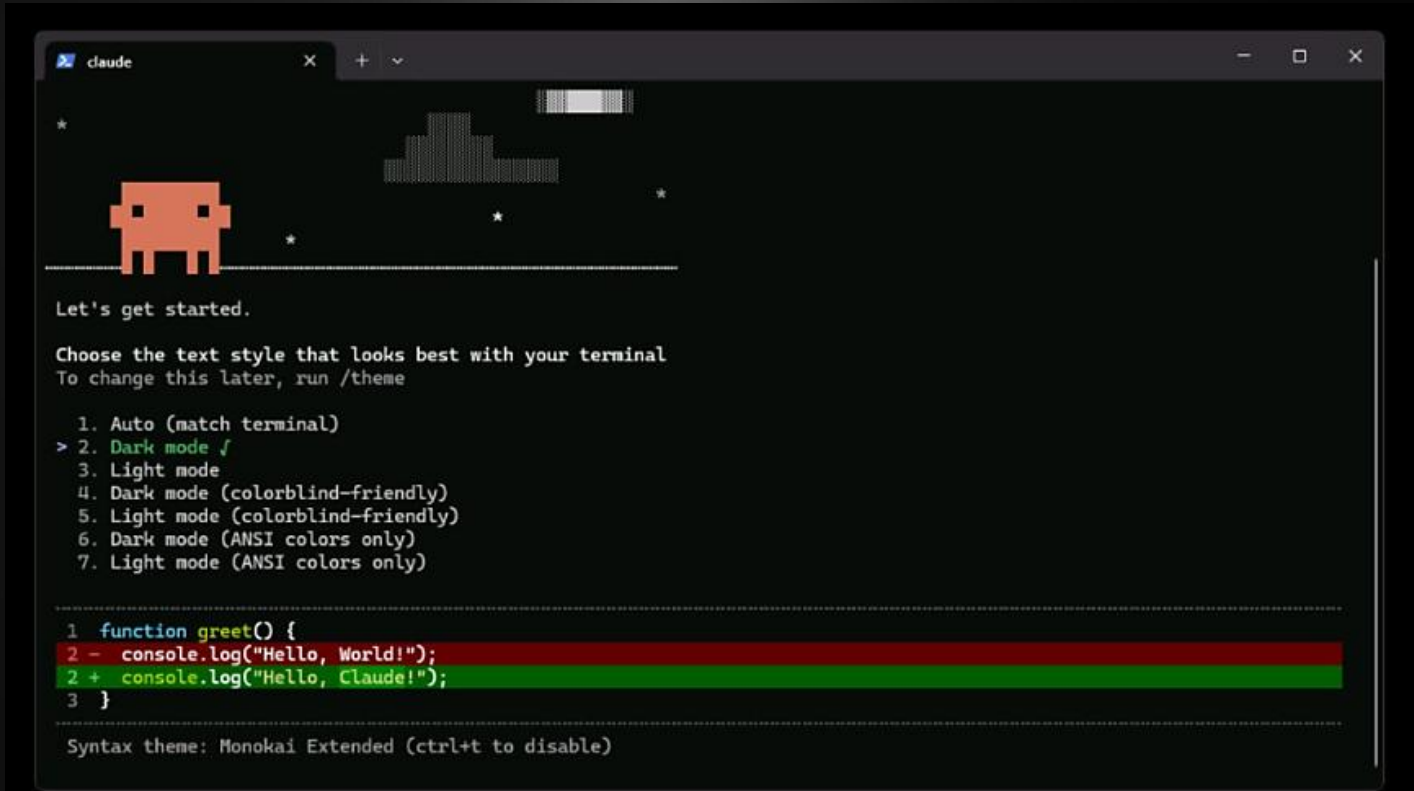 claude
*
*
*
*
Let's get started.
Choose the text style that looks best with your terminal
To change this later, run /theme
1. Auto (match terminal)
> 2. Dark mode √
3. Light mode
4. Dark mode (colorblind-friendly)
5. Light mode (colorblind-friendly)
6. Dark mode (ANSI colors only)
7. Light mode (ANSI colors only)
1 function greet() {
2 - console.log("Hello, World!");
2 + console.log("Hello, Claude!");
3 }
Syntax theme: Monokai Extended (ctrl+t to disable)